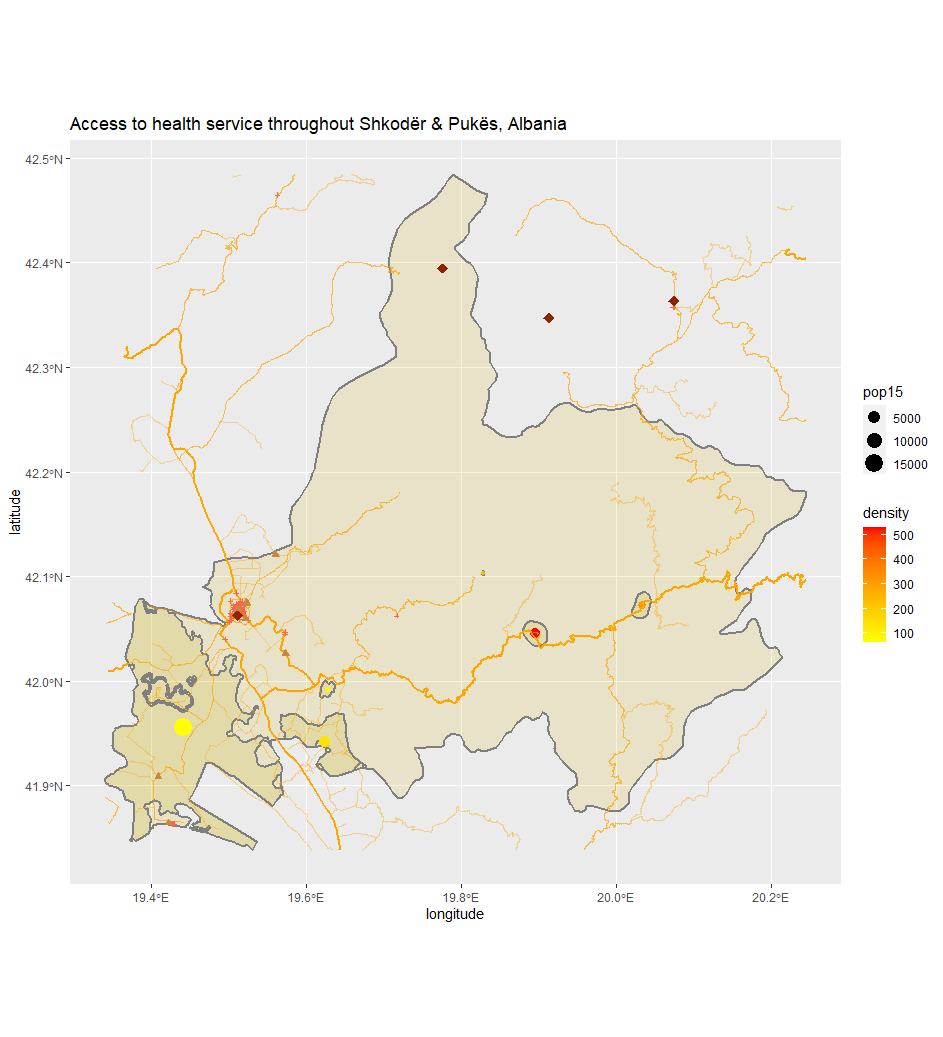 Access to health service throughout Shkodër & Pukës, Albania
42.5°N
42.4°N
42.3°N
42.2°N
42.1°N
42.0°N
41.9°N
latitude
19.4°E
19.6°E
19.8°E
20.0°E
20.2°E
longitude
pop15
5000
10000
15000
density
500
400
300
200
100